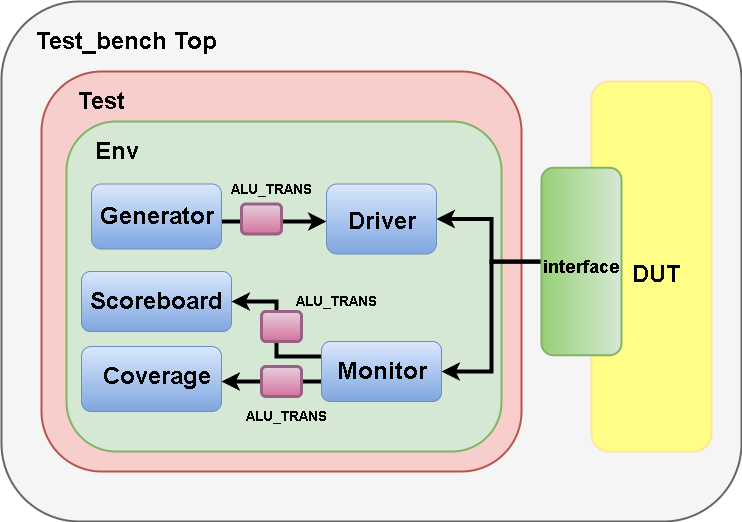 Test_bench Top
Test
Env
ALU_TRANS
Generator
Driver
interface
DUT
Scoreboard
ALU_TRANS
Coverage
Monitor
ALU_TRANS